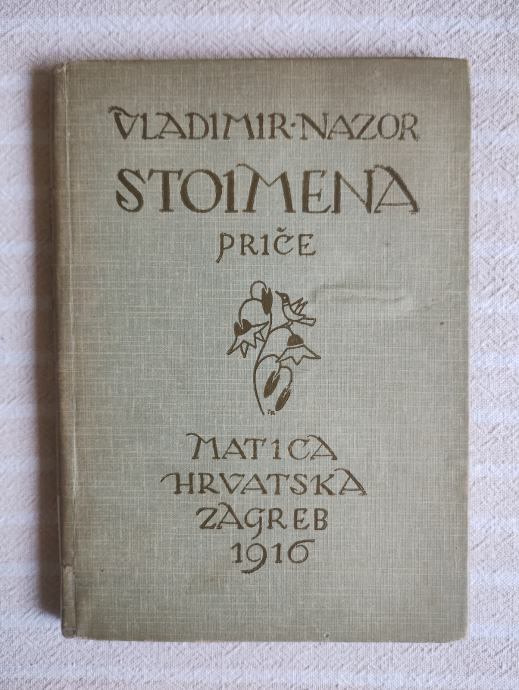 VLADIMIR·NAZOR
STOIMENA
PRIČE
MATICA
HRVATSKA
ZAGREB
1916